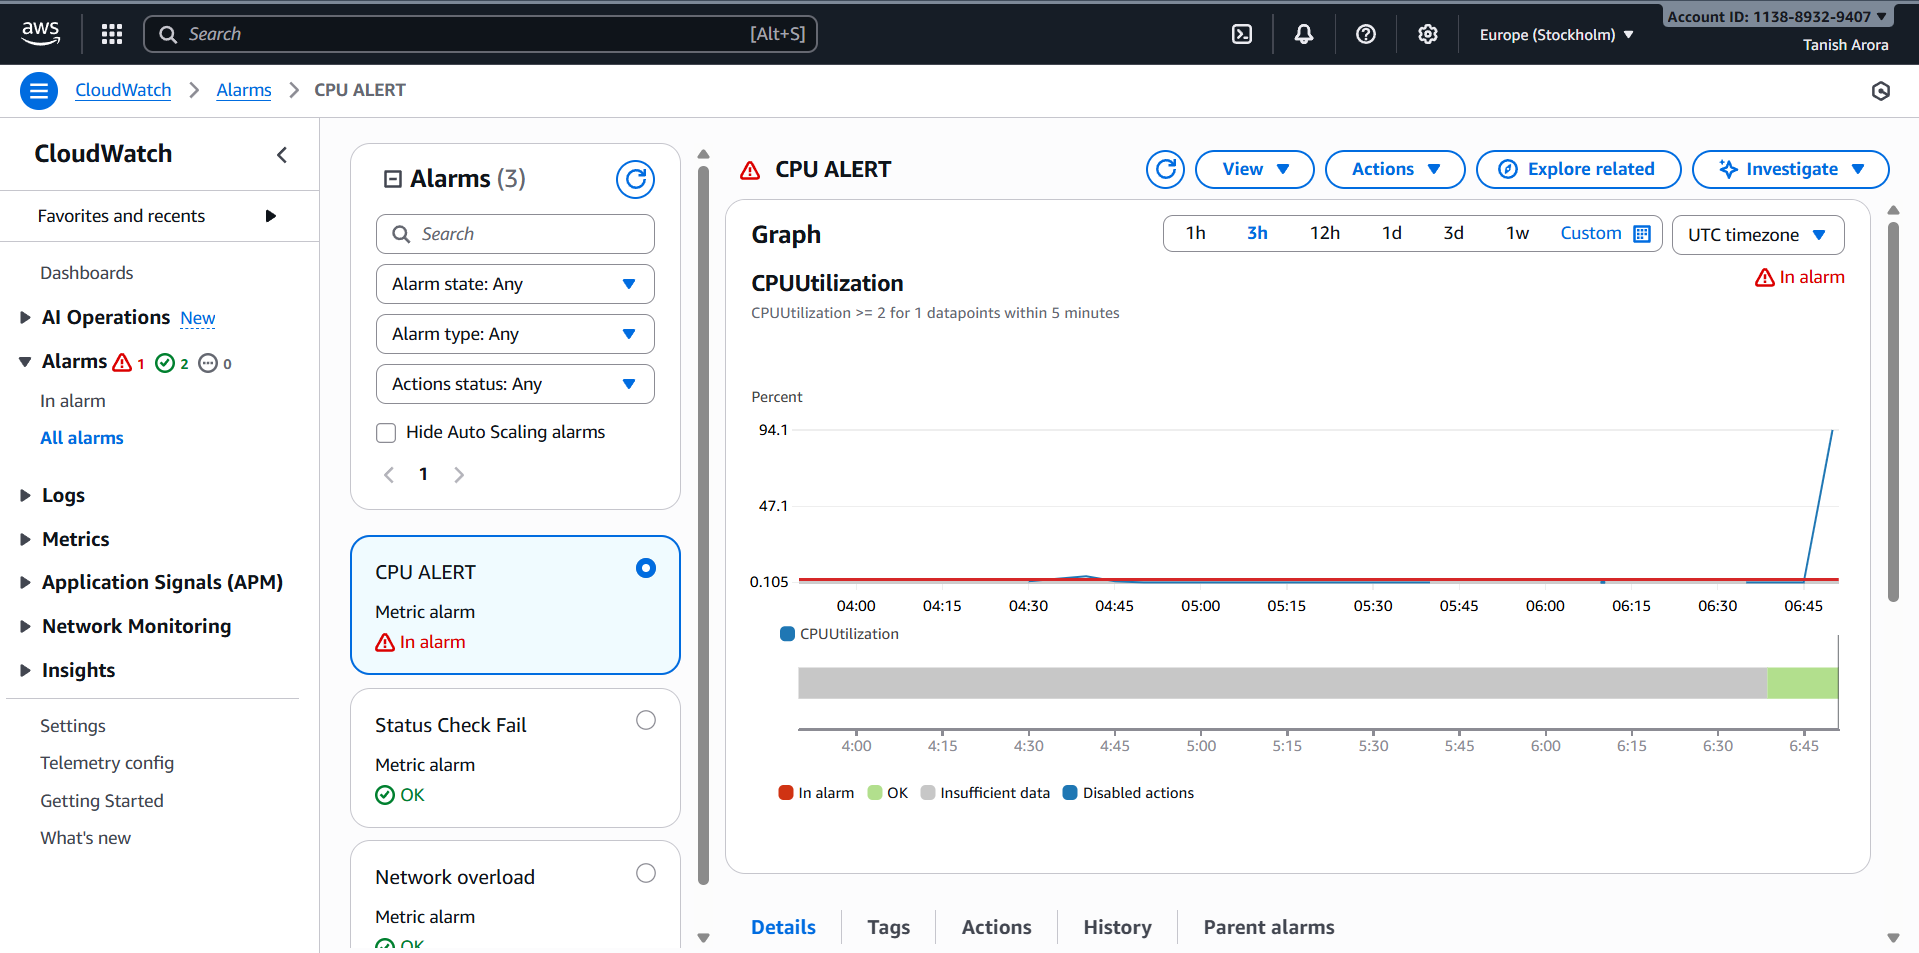 aws
Search
[Alt+S]
Europe (Stockholm)
Account ID: 1138-8932-9407
Tanish Arora
CloudWatch
Alarms
CPU ALERT
CloudWatch
Favorites and recents
Dashboards
AI Operations New
Alarms 1 2 0
In alarm
All alarms
Logs
Metrics
Application Signals (APM)
Network Monitoring
Insights
Settings
Telemetry config
Getting Started
What's new
Alarms (3)
Search
Alarm state: Any
Alarm type: Any
Actions status: Any
Hide Auto Scaling alarms
1
CPU ALERT
Metric alarm
In alarm
Status Check Fail
Metric alarm
OK
Network overload
Metric alarm
OK
CPU ALERT
View
Actions
Explore related
Investigate
Graph
1h 3h 12h 1d 3d 1w Custom
UTC timezone
CPUUtilization
In alarm
CPUUtilization >= 2 for 1 datapoints within 5 minutes
Percent
94.1
47.1
0.105
04:00 04:15 04:30 04:45 05:00 05:15 05:30 05:45 06:00 06:15 06:30 06:45
CPUUtilization
4:00 4:15 4:30 4:45 5:00 5:15 5:30 5:45 6:00 6:15 6:30 6:45
In alarm OK Insufficient data Disabled actions
Details Tags Actions History Parent alarms